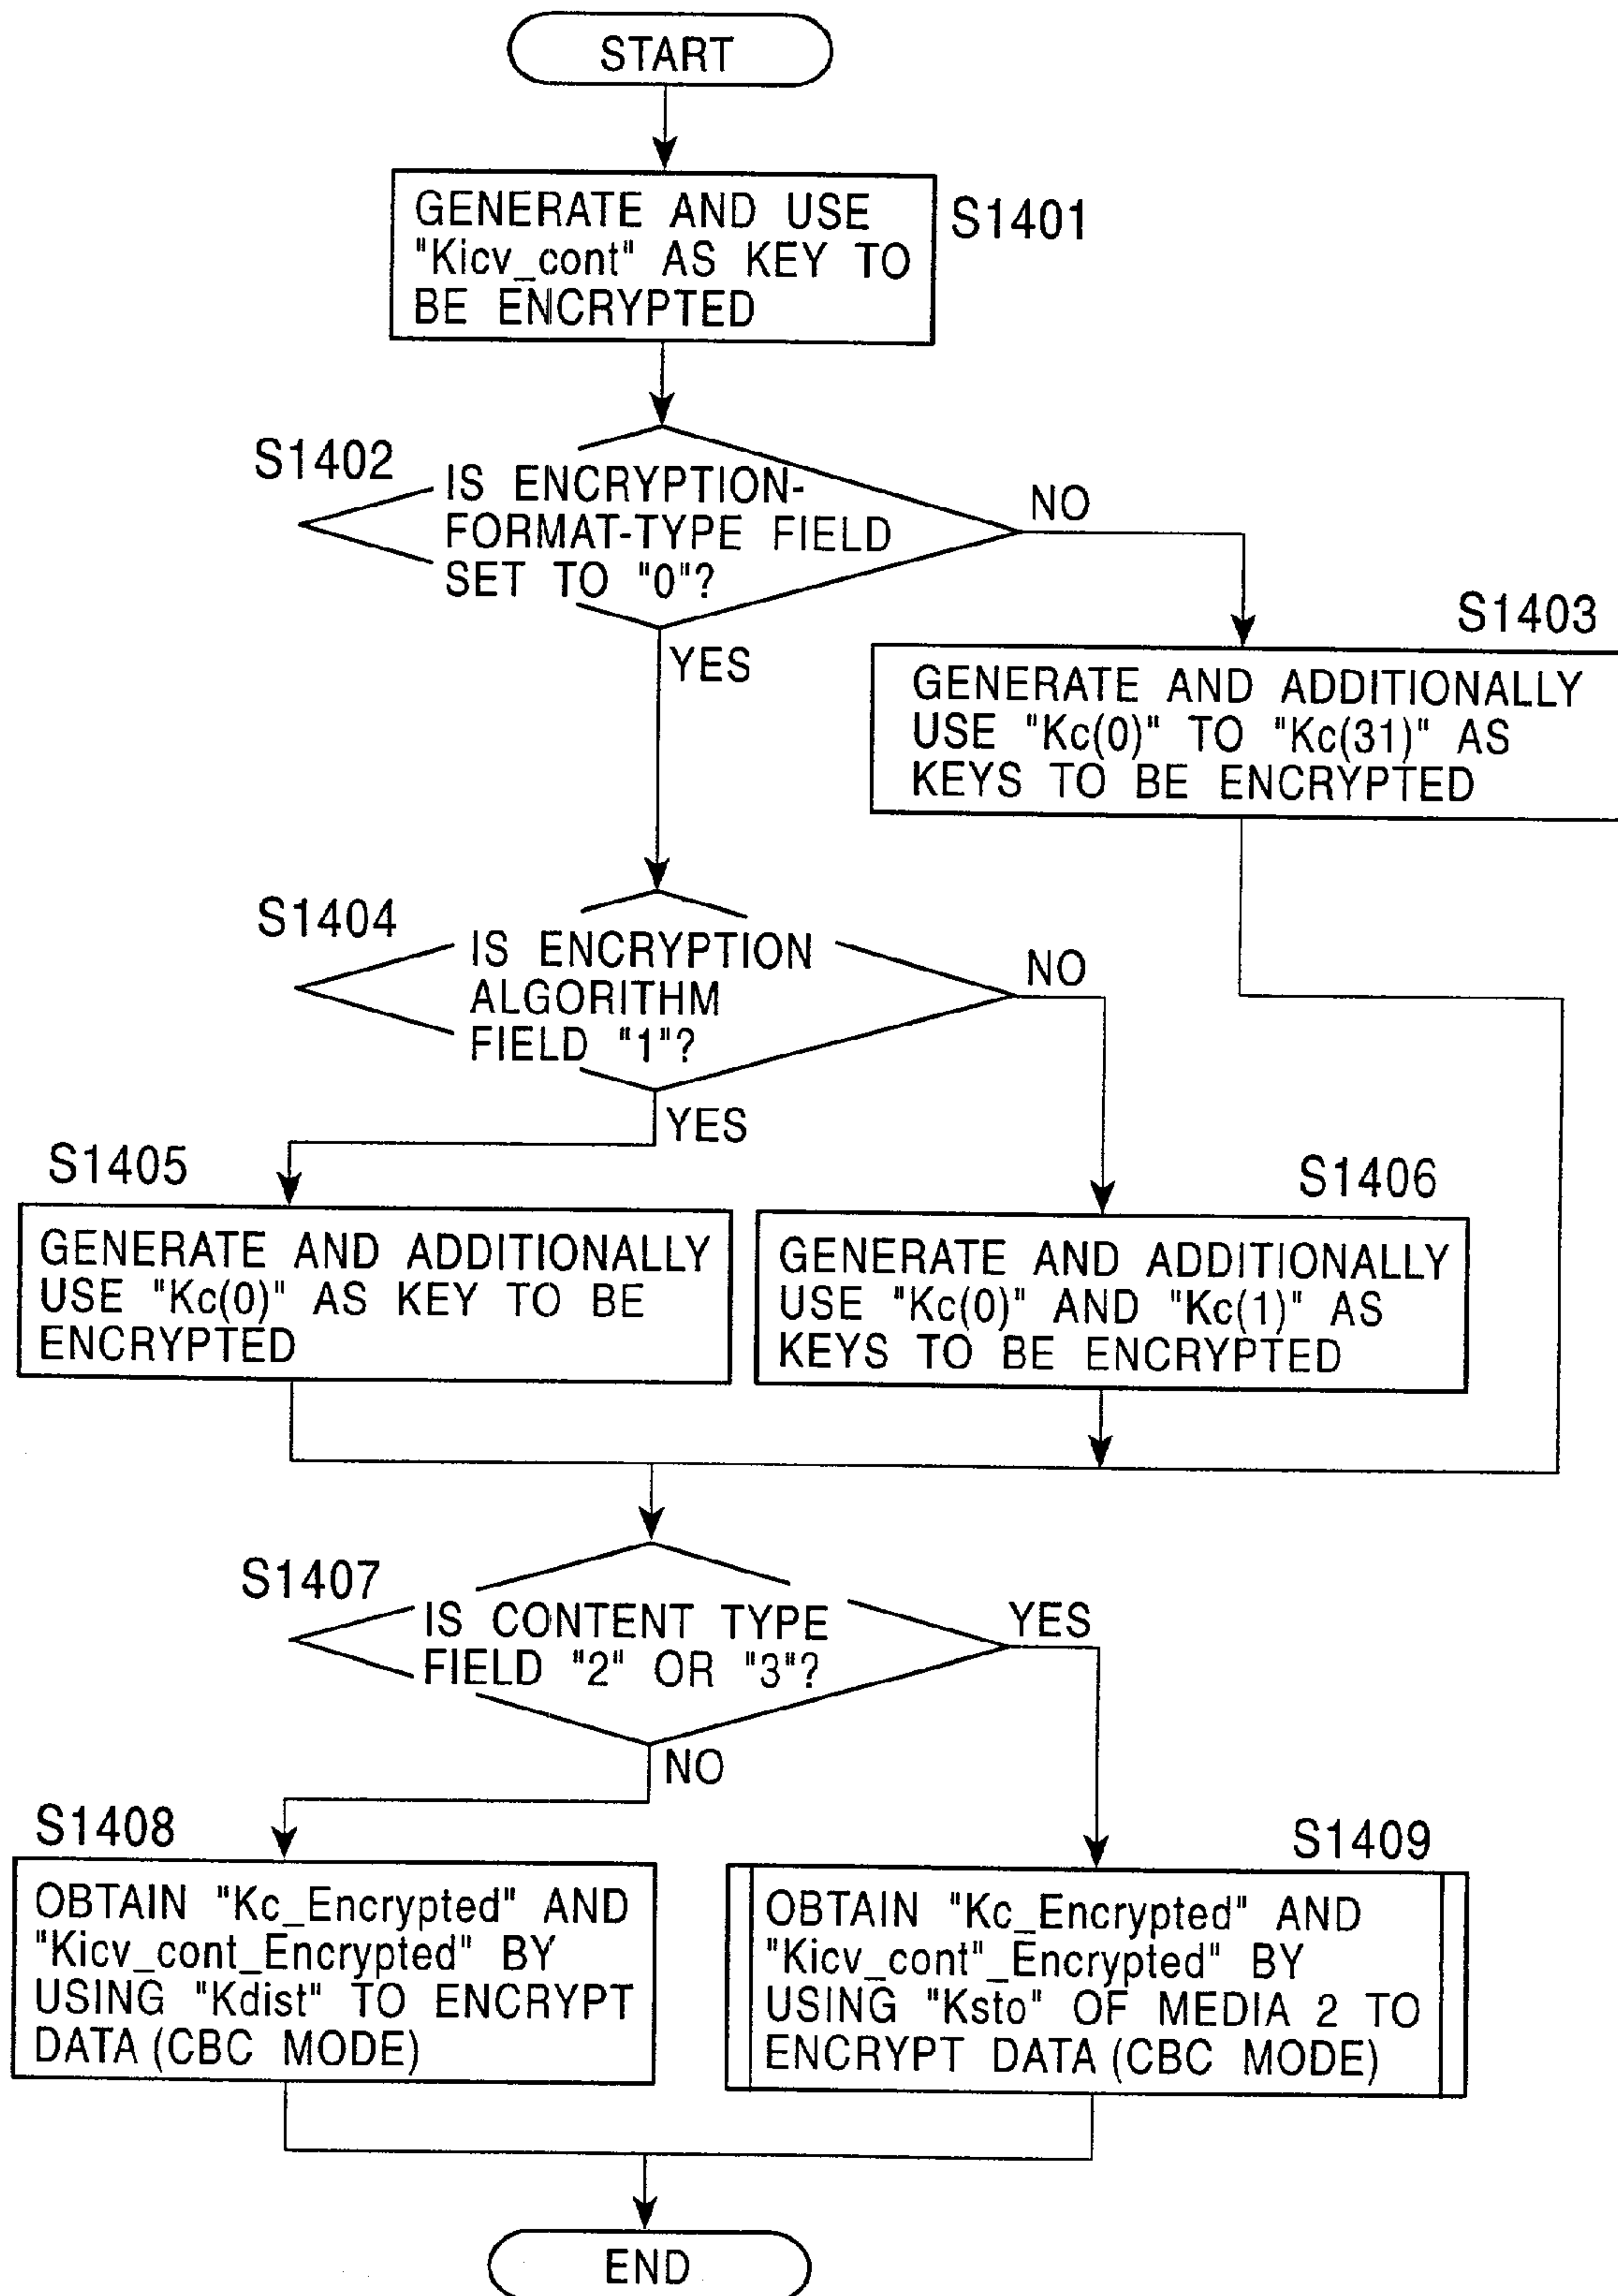 START
GENERATE AND USE
"Kicv_cont" AS KEY TO
BE ENCRYPTED
S1401
S1402
IS ENCRYPTION-
FORMAT-TYPE FIELD
SET TO "0"?
NO
YES
S1403
GENERATE AND ADDITIONALLY
USE "Kc(0)" TO "Kc(31)" AS
KEYS TO BE ENCRYPTED
S1404
IS ENCRYPTION
ALGORITHM
FIELD "1"?
NO
YES
S1405
GENERATE AND ADDITIONALLY
USE "Kc(0)" AS KEY TO BE
ENCRYPTED
S1406
GENERATE AND ADDITIONALLY
USE "Kc(0)" AND "Kc(1)" AS
KEYS TO BE ENCRYPTED
S1407
IS CONTENT TYPE
FIELD "2" OR "3"?
YES
NO
S1408
OBTAIN "Kc_Encrypted" AND
"Kicv_cont_Encrypted" BY
USING "Kdist" TO ENCRYPT
DATA (CBC MODE)
S1409
OBTAIN "Kc_Encrypted" AND
"Kicv_cont"_Encrypted" BY
USING "Ksto" OF MEDIA 2 TO
ENCRYPT DATA (CBC MODE)
END